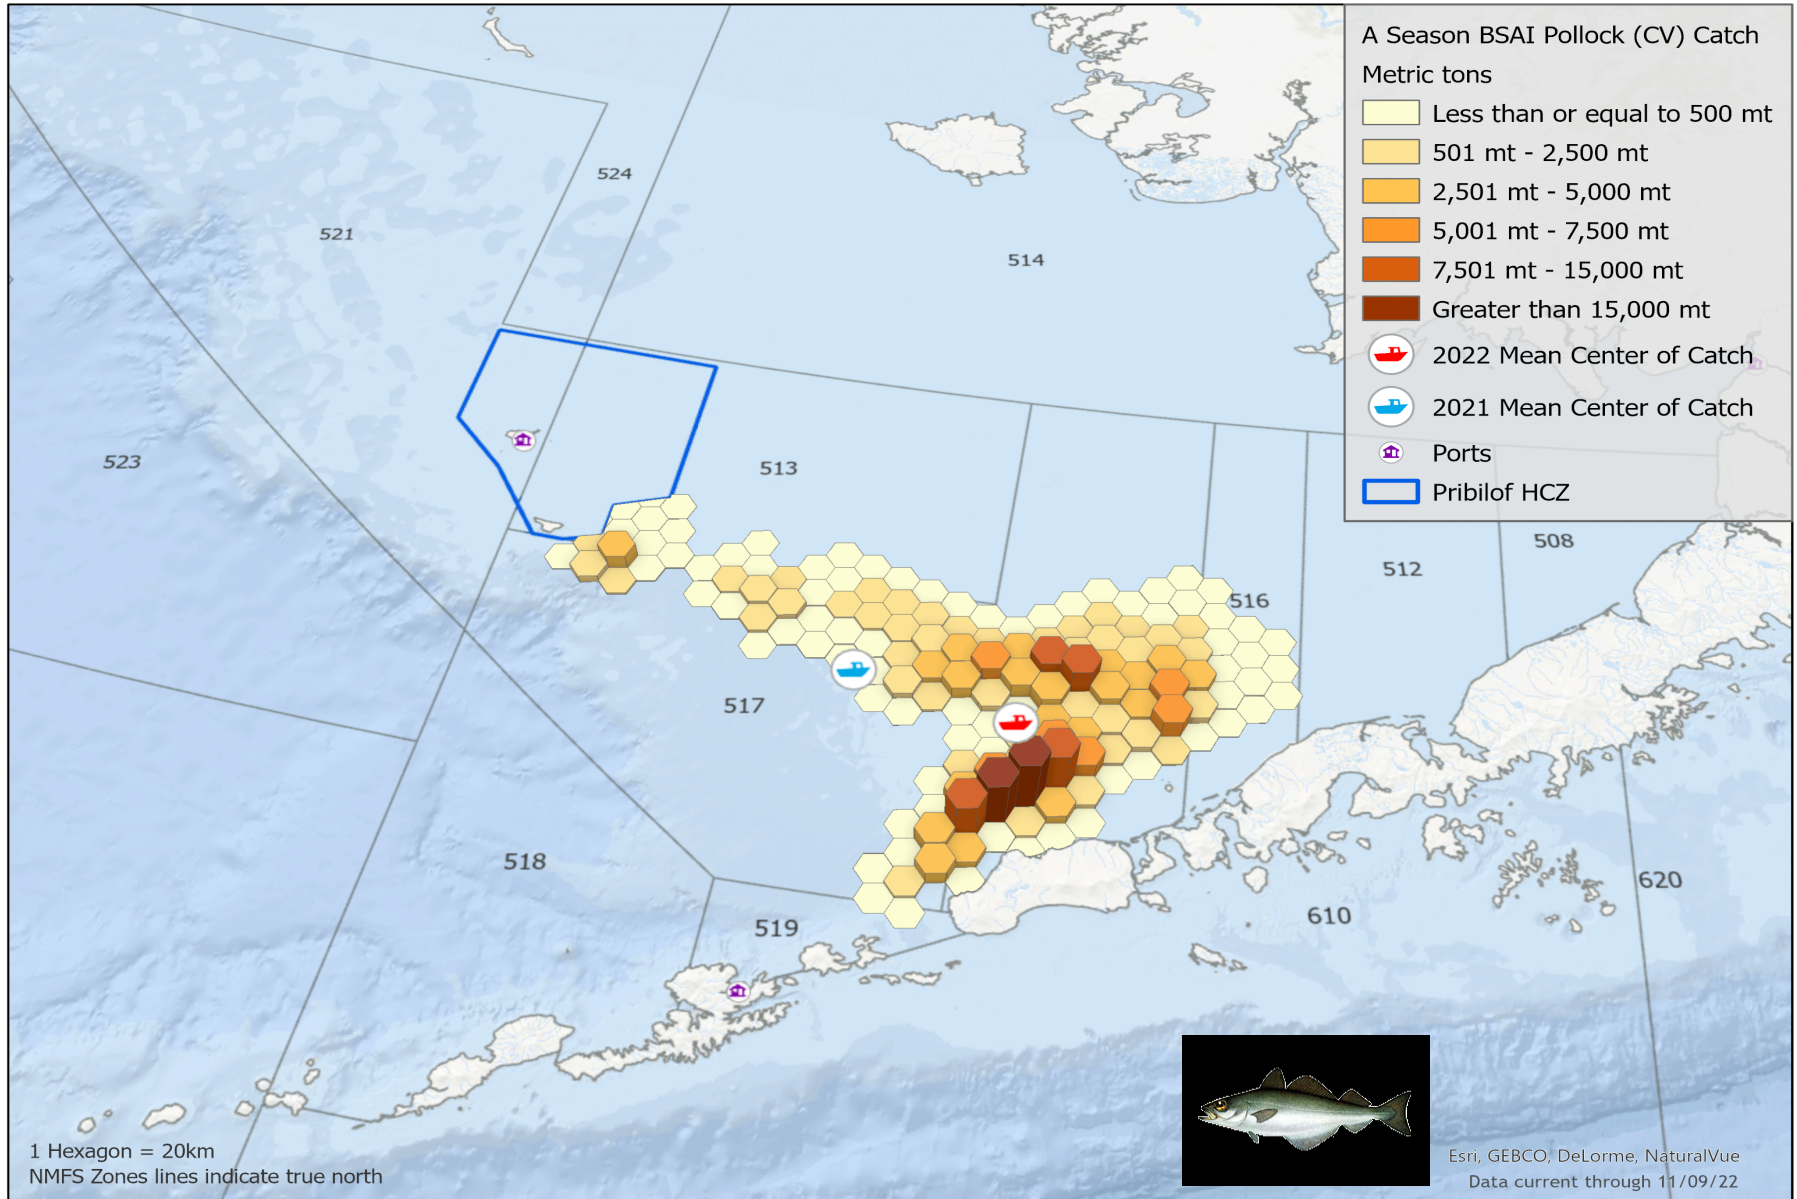 A Season BSAI Pollock (CV) Catch
Metric tons
Less than or equal to 500 mt
501 mt - 2,500 mt
2,501 mt - 5,000 mt
5,001 mt - 7,500 mt
7,501 mt - 15,000 mt
Greater than 15,000 mt
2022 Mean Center of Catch
2021 Mean Center of Catch
Ports
Pribilof HCZ
524
521
514
523
513
508
512
516
517
518
519
610
620
1 Hexagon = 20km
NMFS Zones lines indicate true north
Esri, GEBCO, DeLorme, NaturalVue
Data current through 11/09/22